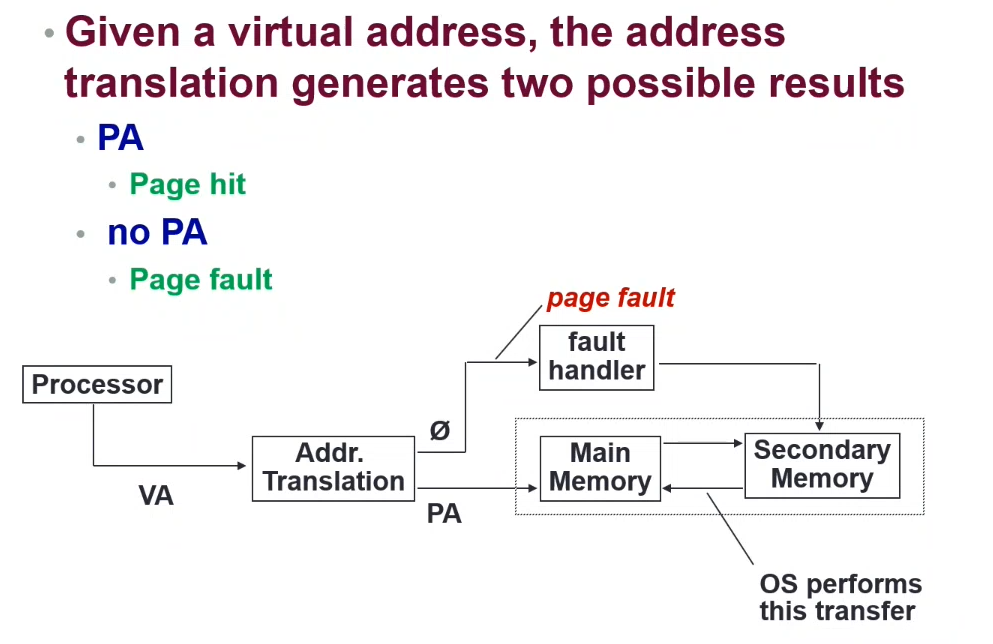 Given a virtual address, the address
translation generates two possible results
PA
Page hit
no PA
Page fault
page fault
fault
handler
Processor
Ø
Addr.
Translation
Main
Memory
Secondary
Memory
VA
PA
OS performs
this transfer